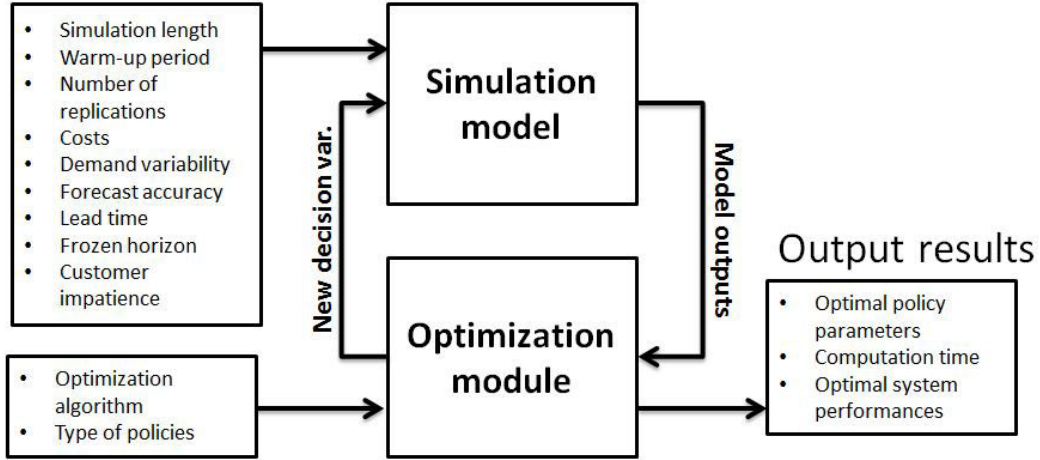 • Simulation length
• Warm-up period
• Number of
replications
• Costs
• Demand variability
• Forecast accuracy
• Lead time
• Frozen horizon
• Customer
impatience
Simulation
model
New decision var.
Model outputs
• Optimization
algorithm
• Type of policies
Optimization
module
Output results
• Optimal policy
parameters
• Computation time
• Optimal system
performances